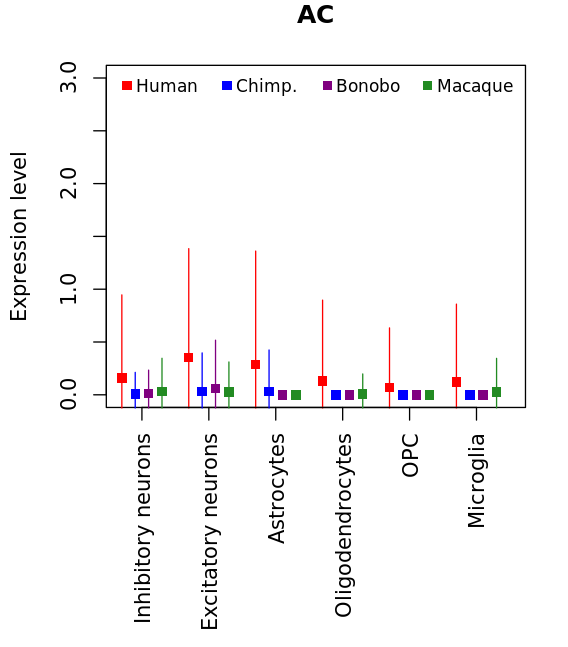 AC
Human Chimp. Bonobo Macaque
Expression level
3.0
2.0
1.0
0.0
Inhibitory neurons
Excitatory neurons
Astrocytes
Oligodendrocytes
OPC
Microglia